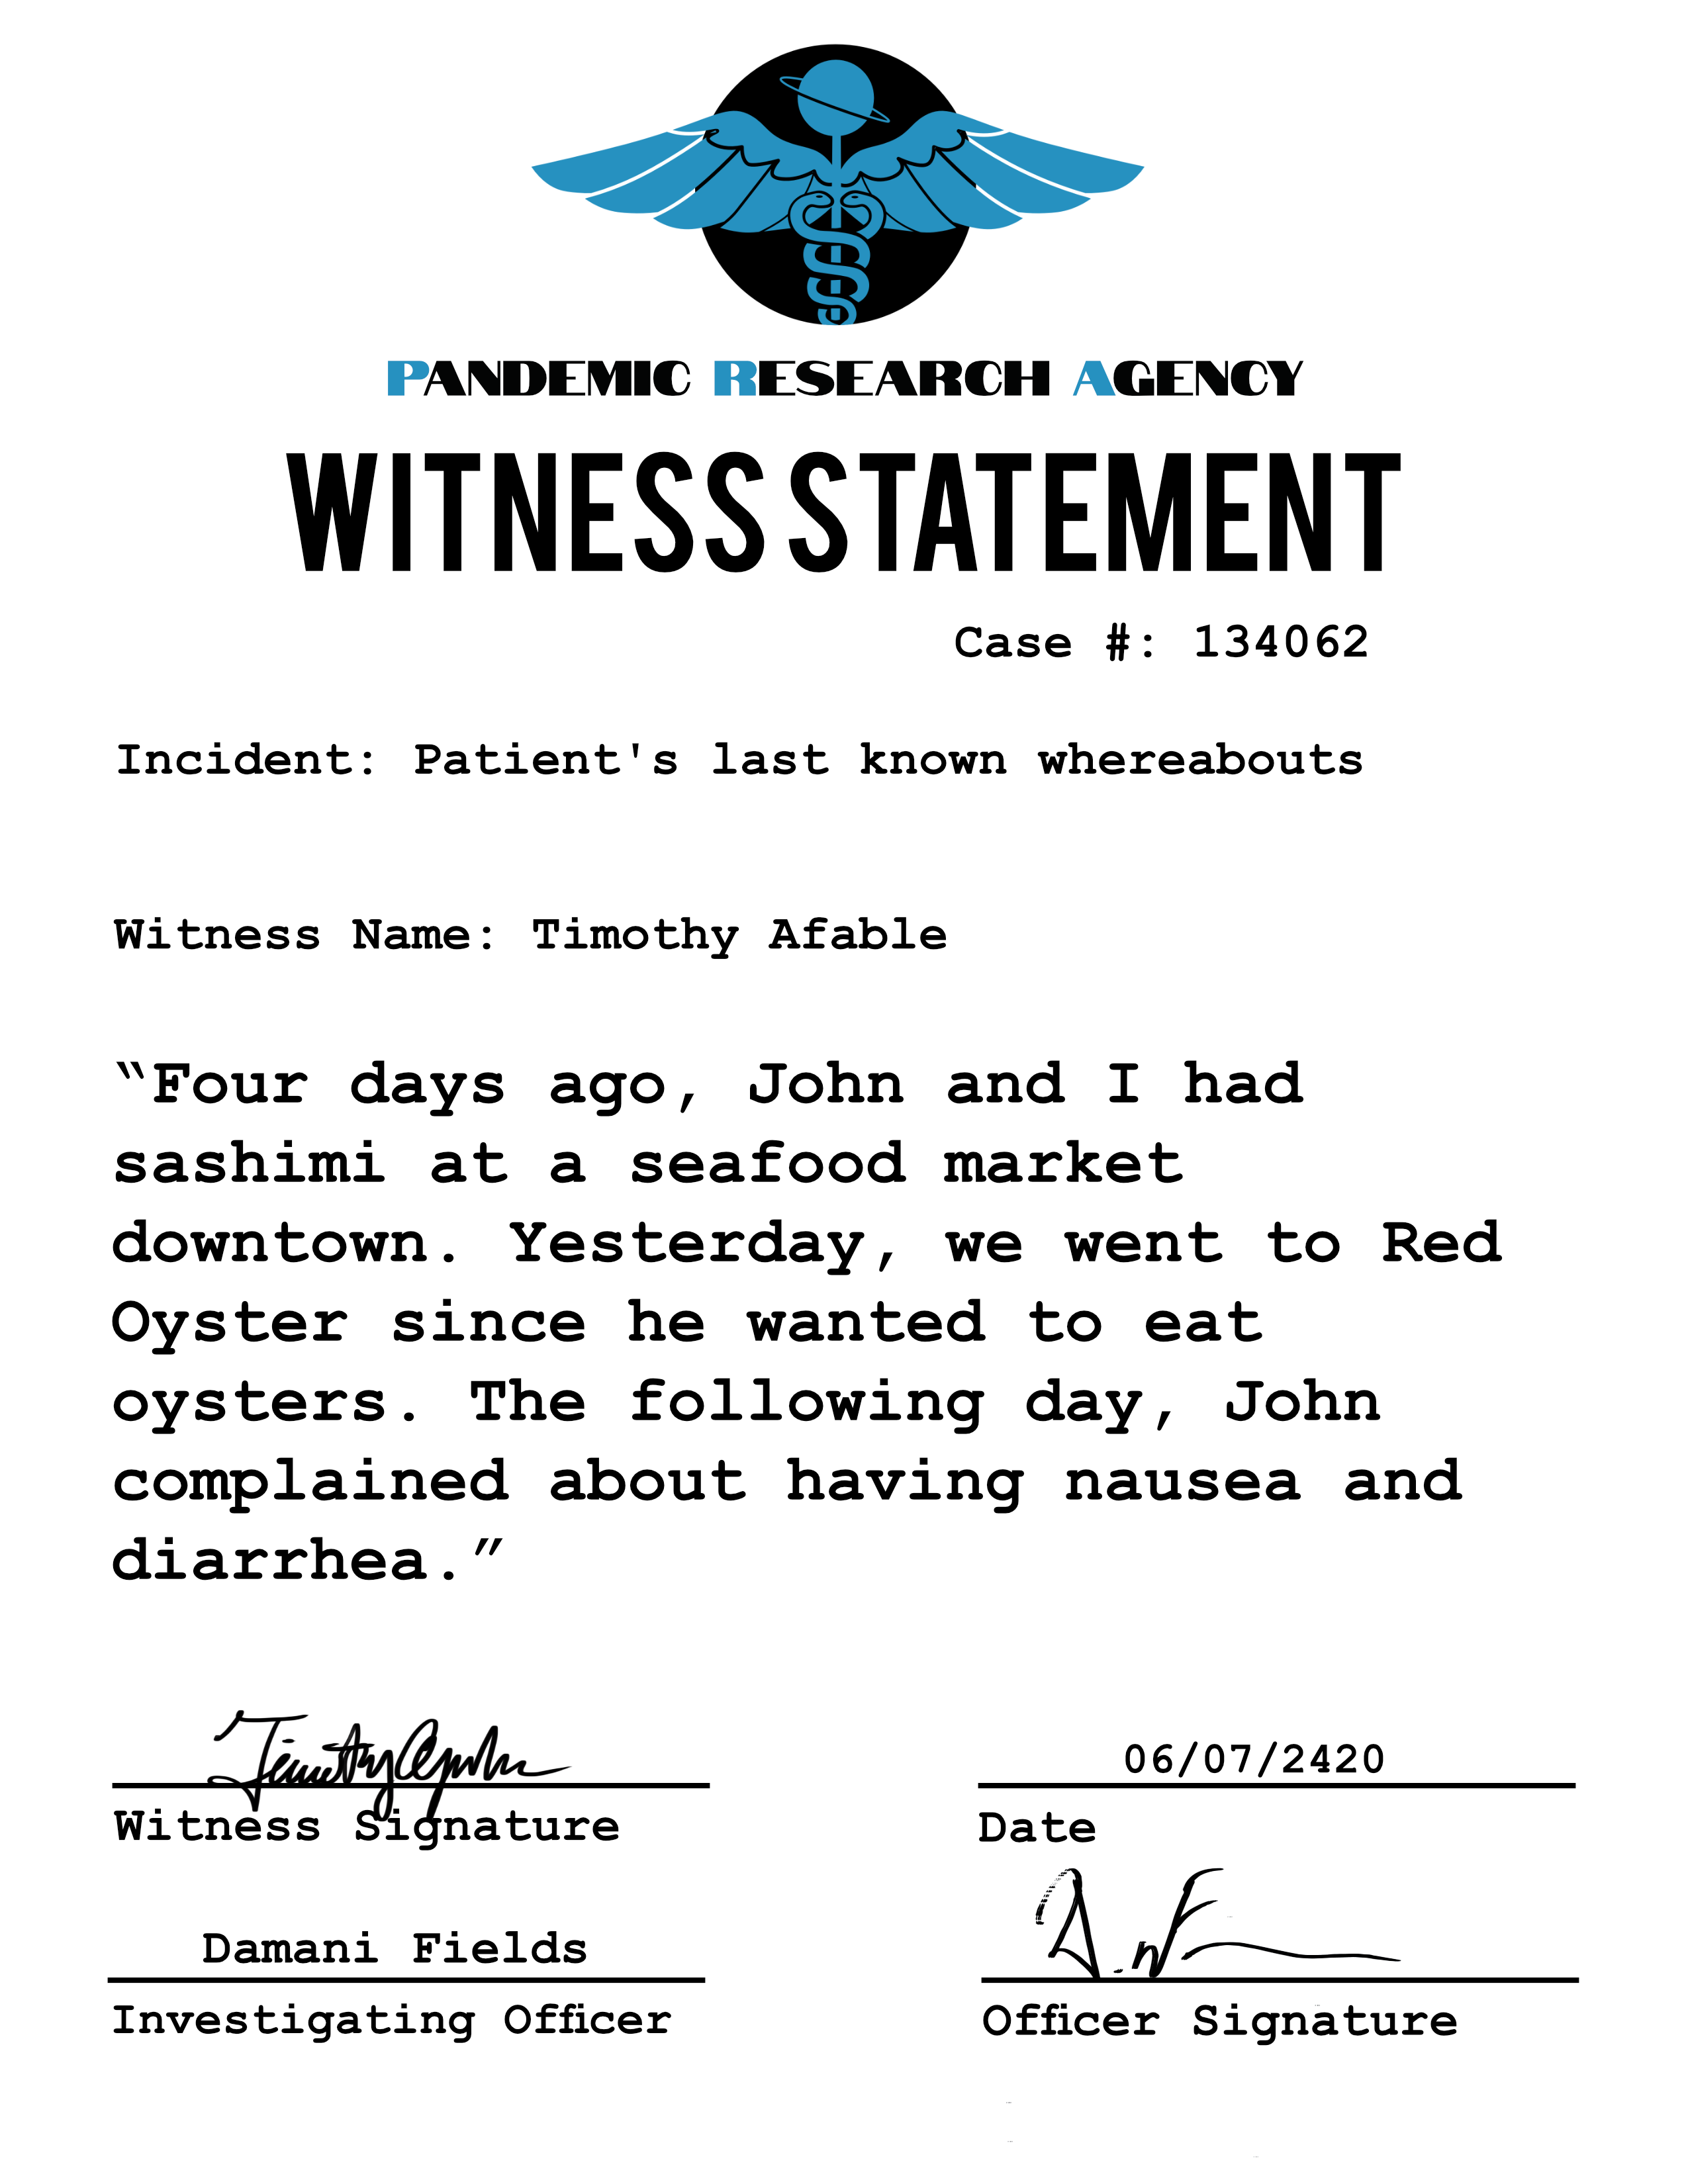 PANDEMIC RESEARCH AGENCY
WITNESS STATEMENT
Case #: 134062
Incident: Patient's last known whereabouts
Witness Name: Timothy Afable
“Four days ago, John and I had
sashimi at a seafood market
downtown. Yesterday, we went to Red
Oyster since he wanted to eat
oysters. The following day, John
complained about having nausea and
diarrhea.”
06/07/2420
Witness Signature
Date
Damani Fields
Investigating Officer
Officer Signature